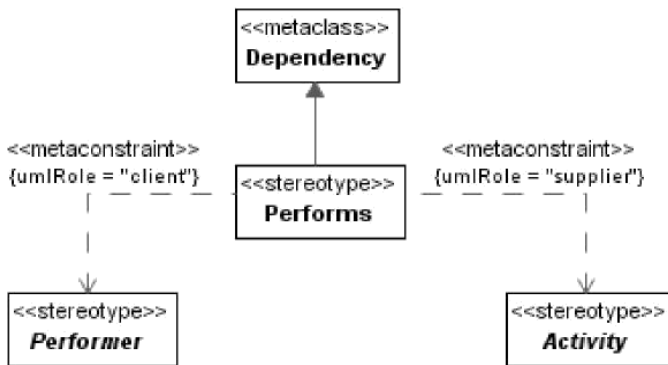 <<metaclass>>
Dependency
<<metaconstraint>>
{umlRole = "client"}
<<metaconstraint>>
{umlRole = "supplier"}
<<stereotype>>
Performs
<<stereotype>>
Performer
<<stereotype>>
Activity